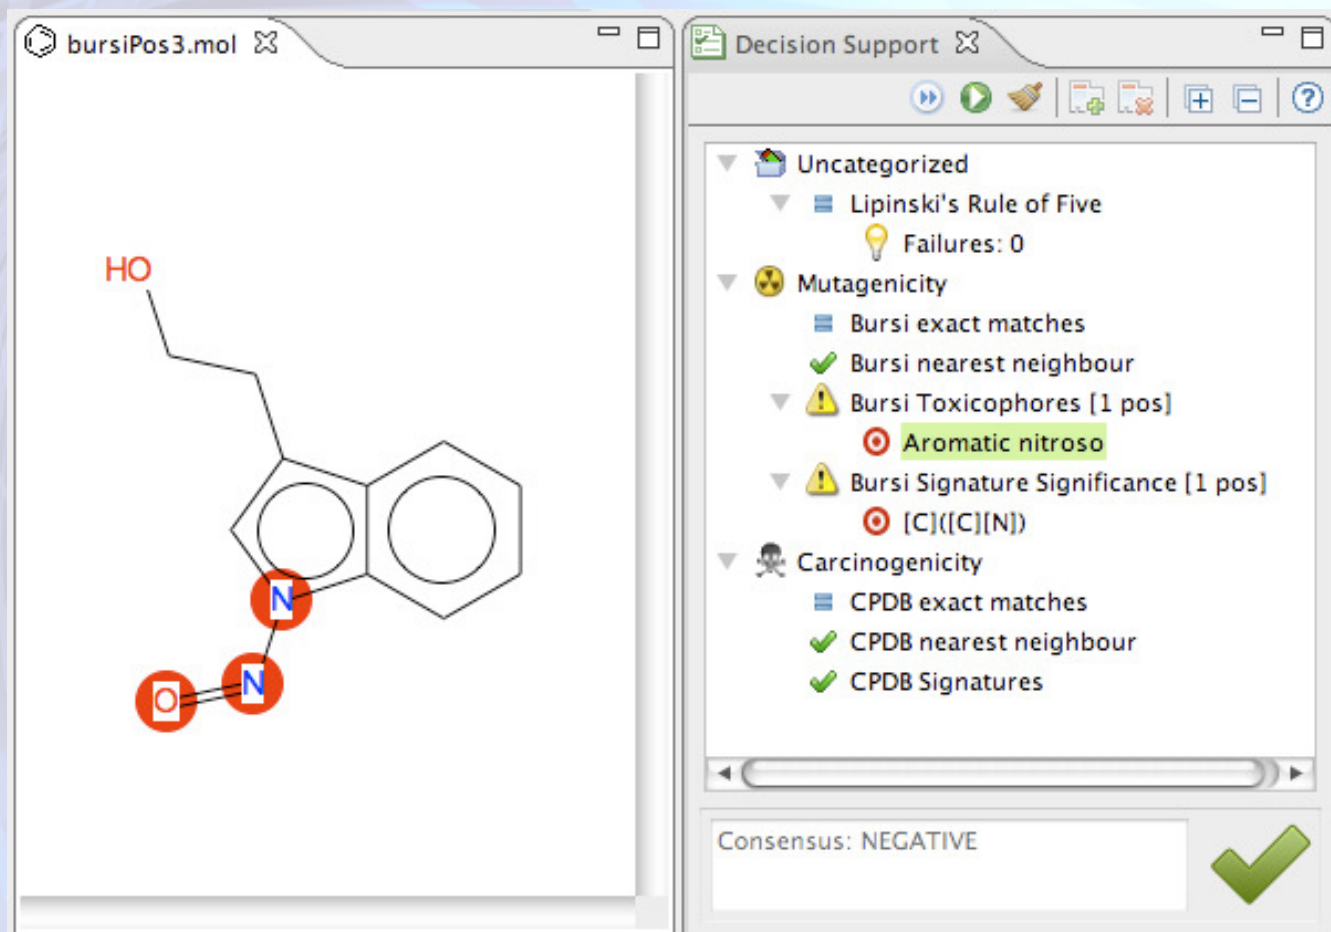 bursiPos3.mol
HO
N
N
O
Decision Support
Uncategorized
Lipinski's Rule of Five
Failures: 0
Mutagenicity
Bursi exact matches
Bursi nearest neighbour
Bursi Toxicophores [1 pos]
Aromatic nitroso
Bursi Signature Significance [1 pos]
[C]([C][N])
Carcinogenicity
CPDB exact matches
CPDB nearest neighbour
CPDB Signatures
Consensus: NEGATIVE